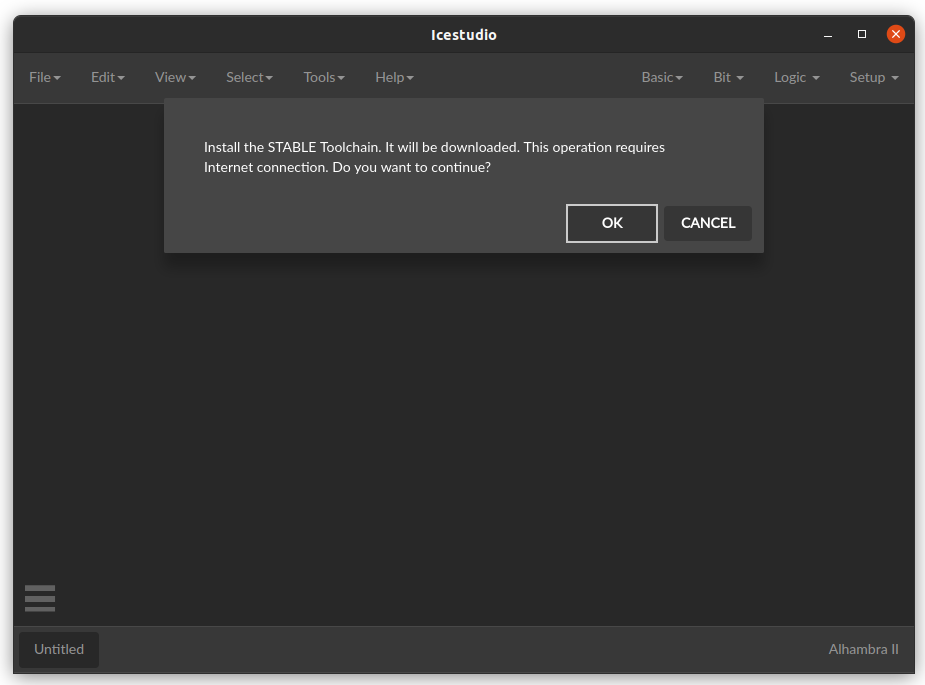 Icestudio
File Edit View Select Tools Help Basic Bit Logic Setup
Install the STABLE Toolchain. It will be downloaded. This operation requires
Internet connection. Do you want to continue?
OK CANCEL
Untitled Alhambra II